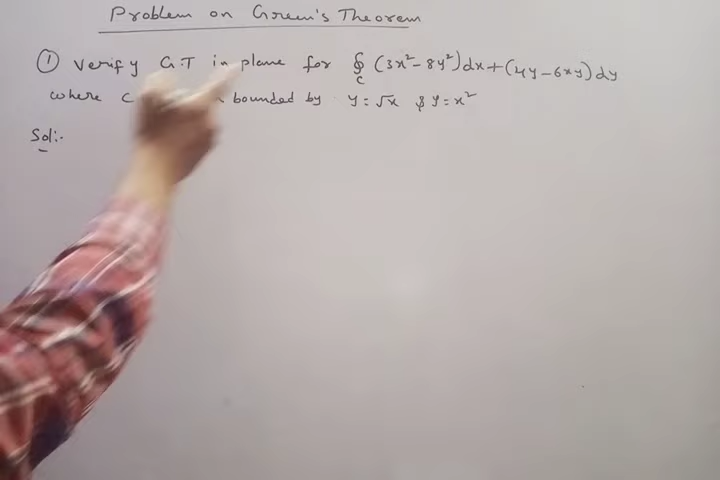 Problem on Green's Theorem
① Verify G.T in plane for ∮c (3x²-8y²)dx+(4y-6xy)dy
where c bounded by y=√x & y=x²
Sol:-